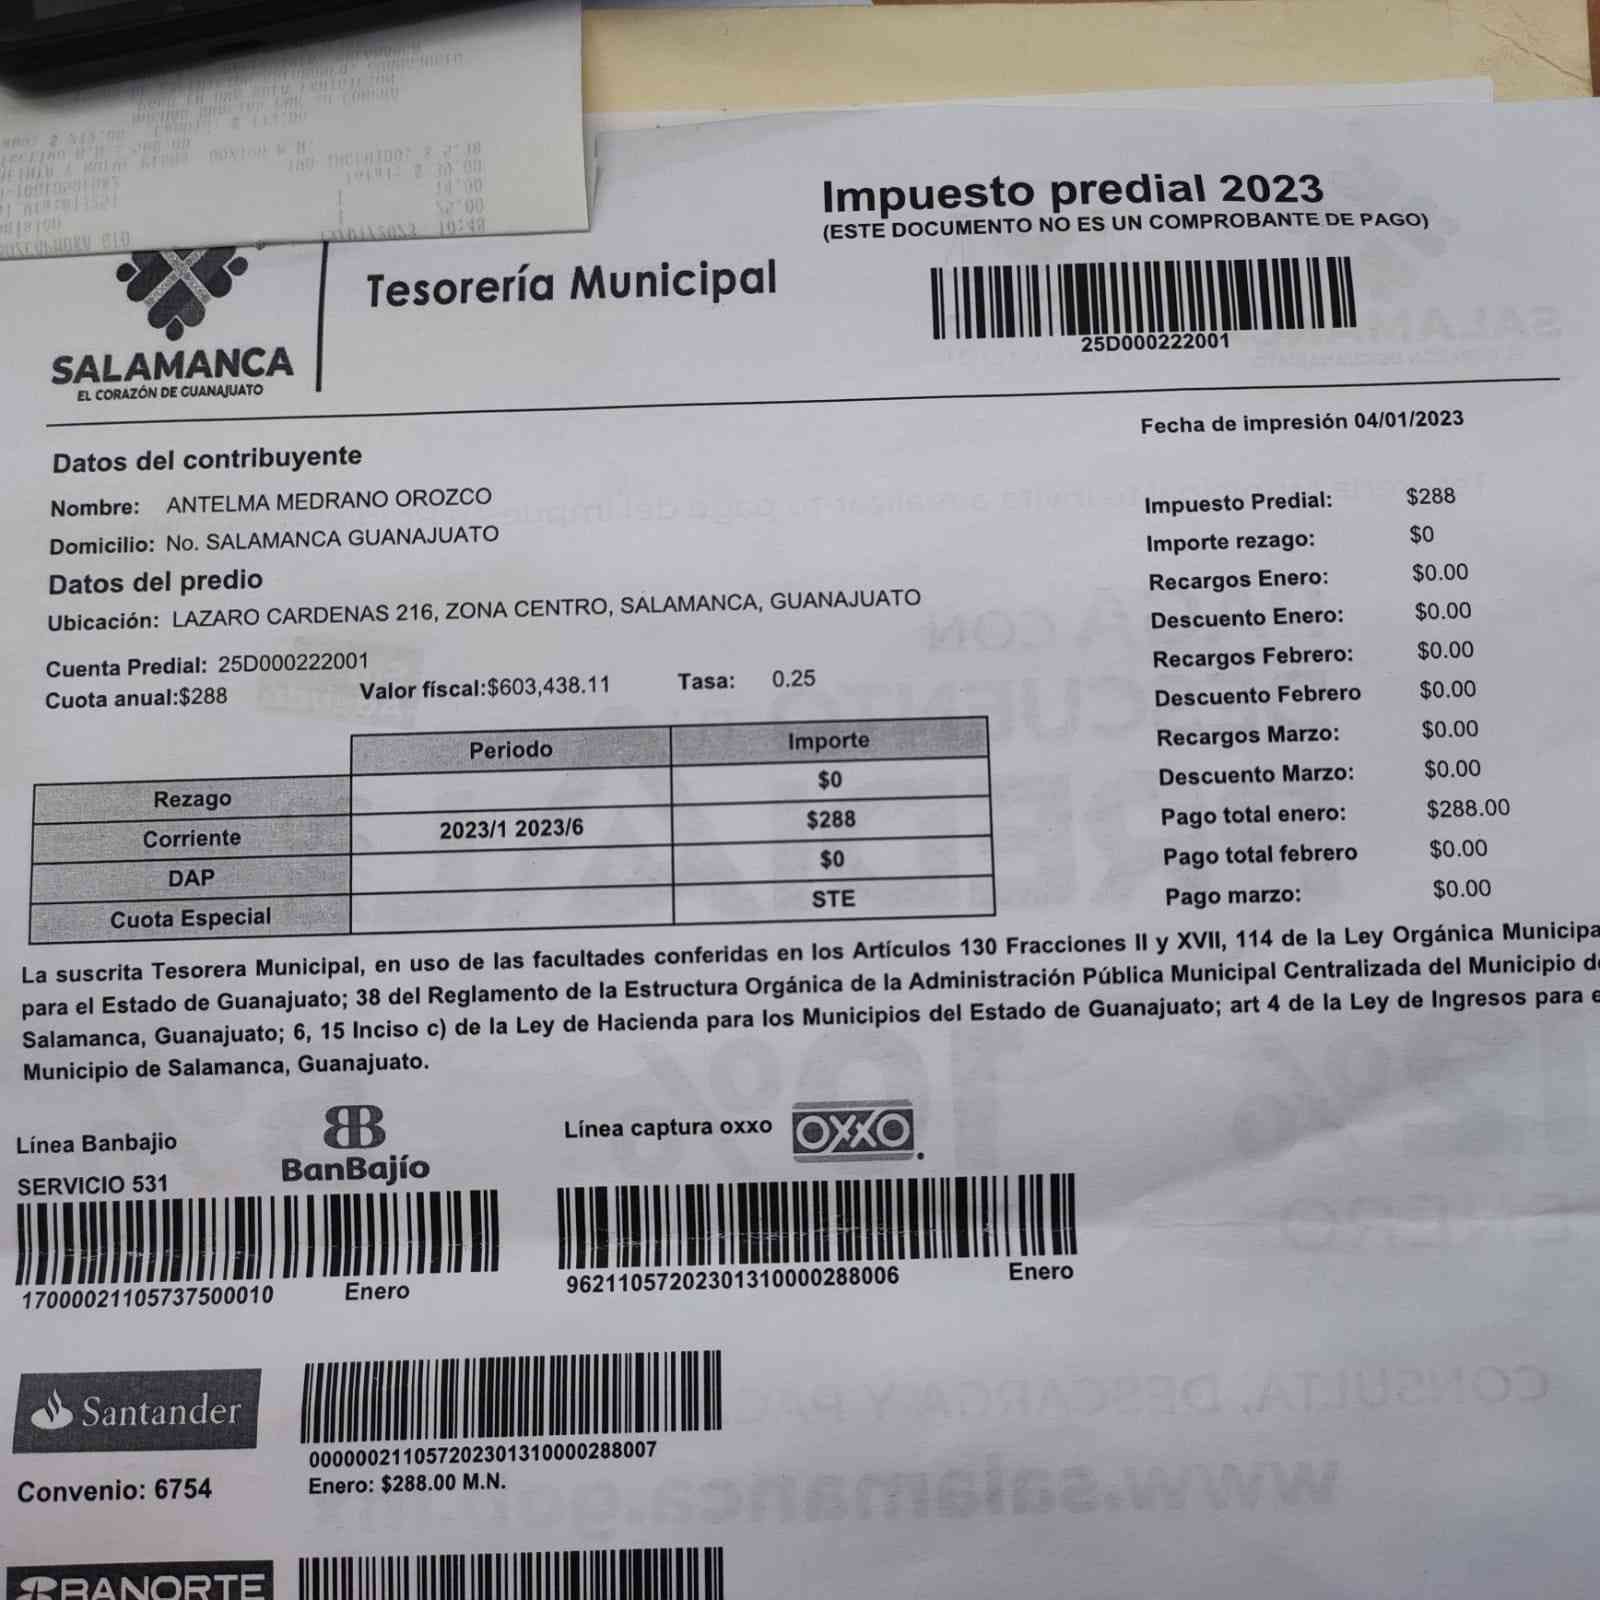 Impuesto predial 2023
(ESTE DOCUMENTO NO ES UN COMPROBANTE DE PAGO)
Tesorería Municipal
25D000222001
SALAMANCA
EL CORAZÓN DE GUANAJUATO
Fecha de impresión 04/01/2023
Datos del contribuyente
Nombre: ANTELMA MEDRANO OROZCO
Domicilio: No. SALAMANCA GUANAJUATO
Datos del predio
Ubicación: LAZARO CARDENAS 216, ZONA CENTRO, SALAMANCA, GUANAJUATO
Cuenta Predial: 25D000222001
Cuota anual:$288 Valor físcal:$603,438.11 Tasa: 0.25
Periodo Importe
Rezago $0
Corriente 2023/1 2023/6 $288
DAP $0
Cuota Especial STE
Impuesto Predial: $288
Importe rezago: $0
Recargos Enero: $0.00
Descuento Enero: $0.00
Recargos Febrero: $0.00
Descuento Febrero $0.00
Recargos Marzo: $0.00
Descuento Marzo: $0.00
Pago total enero: $288.00
Pago total febrero $0.00
Pago marzo: $0.00
La suscrita Tesorera Municipal, en uso de las facultades conferidas en los Artículos 130 Fracciones II y XVII, 114 de la Ley Orgánica Municipa
para el Estado de Guanajuato; 38 del Reglamento de la Estructura Orgánica de la Administración Pública Municipal Centralizada del Municipio d
Salamanca, Guanajuato; 6, 15 Inciso c) de la Ley de Hacienda para los Municipios del Estado de Guanajuato; art 4 de la Ley de Ingresos para e
Municipio de Salamanca, Guanajuato.
Línea Banbajio
BanBajío
SERVICIO 531
17000021105737500010 Enero
Línea captura oxxo OXXO
96211057202301310000288006 Enero
Santander
Convenio: 6754
000000211057202301310000288007
Enero: $288.00 M.N.
BANORTE